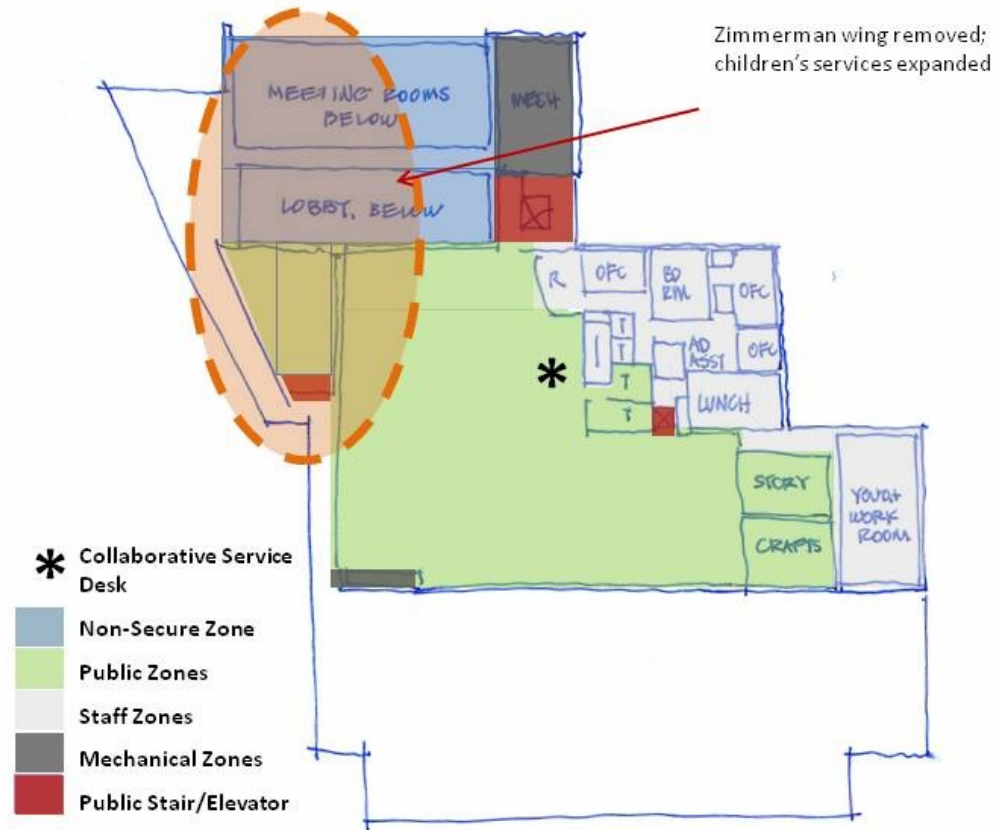 Zimmerman wing removed;
children's services expanded
MEETING ROOMS
BELOW
MECH
LOBBY, BELOW
R
OFC
BD
RM
OFC
T
T
AD
ASST
OFC
*
T
LUNCH
T
STORY
YOUTH
WORK
ROOM
CRAFTS
* Collaborative Service
Desk
Non-Secure Zone
Public Zones
Staff Zones
Mechanical Zones
Public Stair/Elevator